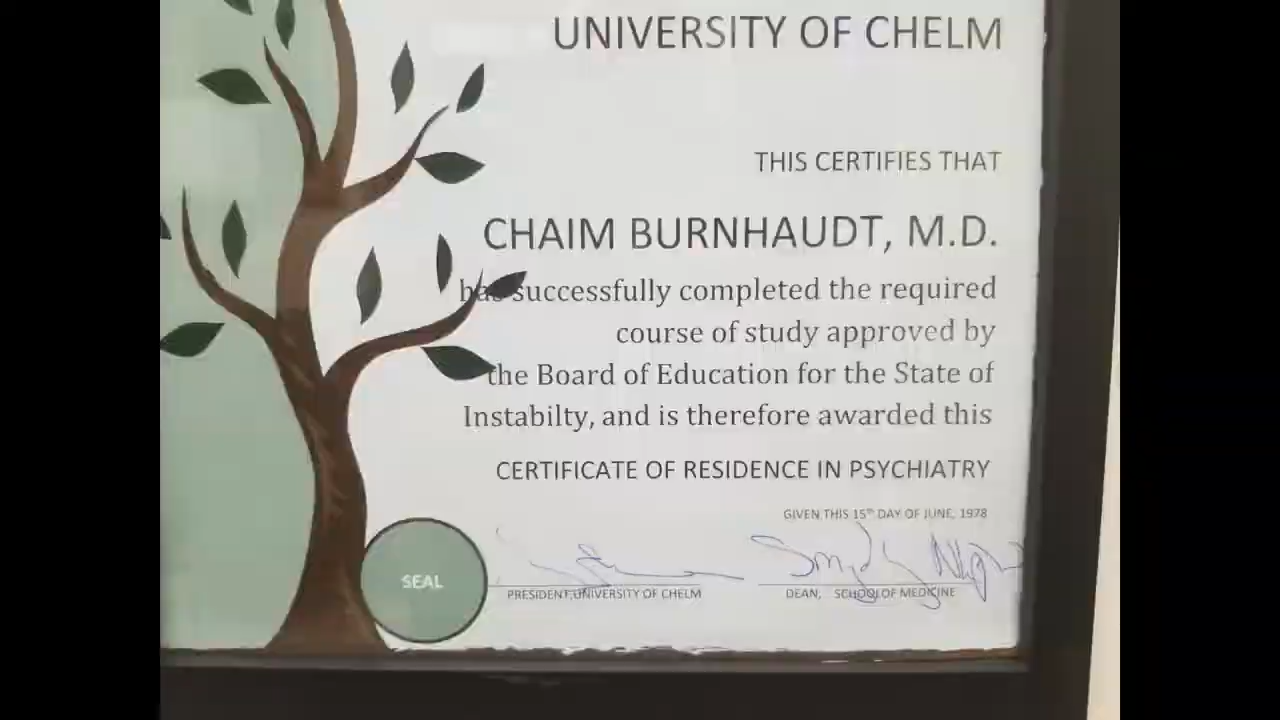 UNIVERSITY OF CHELM
THIS CERTIFIES THAT
CHAIM BURNHAUDT, M.D.
has successfully completed the required
course of study approved by
the Board of Education for the State of
Instabilty, and is therefore awarded this
CERTIFICATE OF RESIDENCE IN PSYCHIATRY
GIVEN THIS 15th DAY OF JUNE, 1978
SEAL
PRESIDENT, UNIVERSITY OF CHELM
DEAN, SCHOOL OF MEDICINE